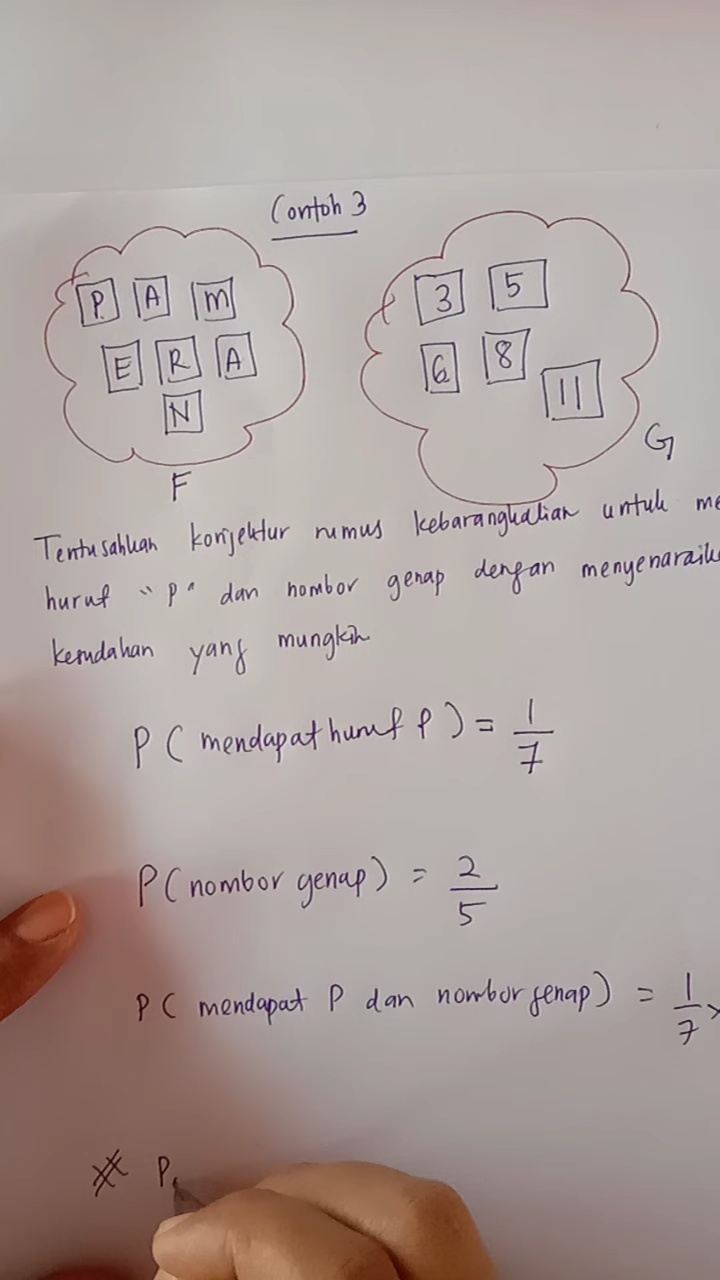 Contoh 3
P A M
E R A
N
F
3 5
6 8
11
G
Tentusahkan konjektur rumus kebarangkalian untuk
huruf "P" dan nombor genap dengan
kesudahan yang mungkin
P ( mendapat huruf P ) = 1/7
P (nombor genap) = 2/5
P ( mendapat P dan nombor genap) = 1/7 ×
* P